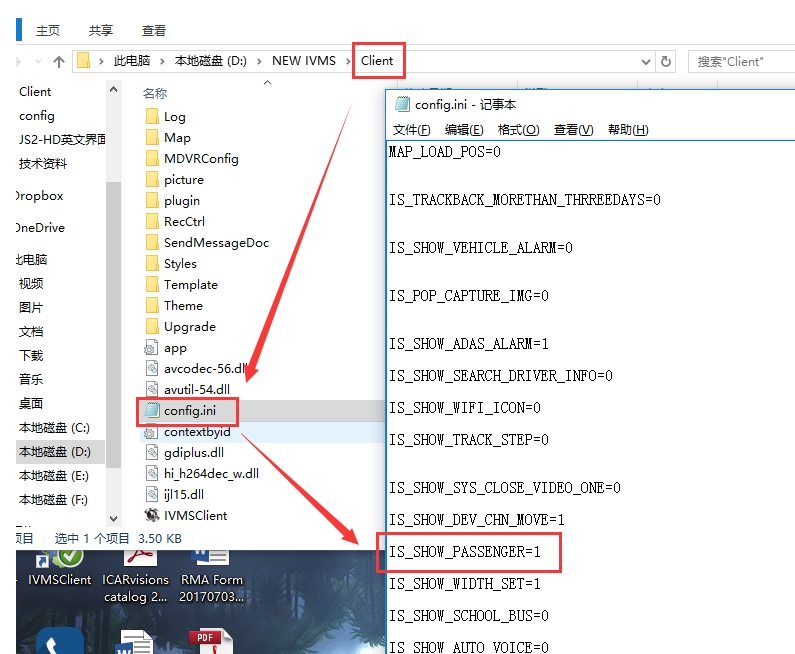 主页 共享 查看
此电脑 本地磁盘 (D:) NEW IVMS Client
搜索"Client"
Client
config
JS2-HD英文界面
技术资料
Dropbox
OneDrive
此电脑
视频
图片
文档
下载
音乐
桌面
本地磁盘 (C:)
本地磁盘 (D:)
本地磁盘 (E:)
本地磁盘 (F:)
名称
Log
Map
MDVRConfig
picture
plugin
RecCtrl
SendMessageDoc
Styles
Template
Theme
Upgrade
app
avcodec-56.dll
avutil-54.dll
config.ini
contextbyid
gdiplus.dll
hi_h264dec_w.dll
ijl15.dll
IVMSClient
项目 选中 1 个项目 3.50 KB
config.ini - 记事本
文件(F) 编辑(E) 格式(O) 查看(V) 帮助(H)
MAP_LOAD_POS=0
IS_TRACKBACK_MORETHAN_THRREEDAYS=0
IS_SHOW_VEHICLE_ALARM=0
IS_POP_CAPTURE_IMG=0
IS_SHOW_ADAS_ALARM=1
IS_SHOW_SEARCH_DRIVER_INFO=0
IS_SHOW_WIFI_ICON=0
IS_SHOW_TRACK_STEP=0
IS_SHOW_SYS_CLOSE_VIDEO_ONE=0
IS_SHOW_DEV_CHN_MOVE=1
IS_SHOW_PASSENGER=1
IS_SHOW_WIDTH_SET=1
IS_SHOW_SCHOOL_BUS=0
IS_SHOW_AUTO_VOICE=0
IVMSClient
ICARvisions
catalog 2...
RMA Form
20170703...
PDF